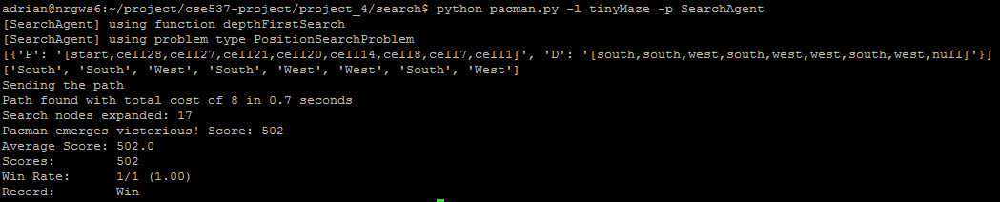 adrian@nrgws6:~/project/cse537-project/project_4/search$ python pacman.py -l tinyMaze -p SearchAgent
[SearchAgent] using function depthFirstSearch
[SearchAgent] using problem type PositionSearchProblem
[{'P': '[start,cell28,cell27,cell21,cell20,cell14,cell8,cell7,cell1]', 'D': '[south,south,west,south,west,west,south,west,null]'}]
['South', 'South', 'West', 'South', 'West', 'West', 'South', 'West']
Sending the path
Path found with total cost of 8 in 0.7 seconds
Search nodes expanded: 17
Pacman emerges victorious! Score: 502
Average Score: 502.0
Scores:        502
Win Rate:      1/1 (1.00)
Record:        Win